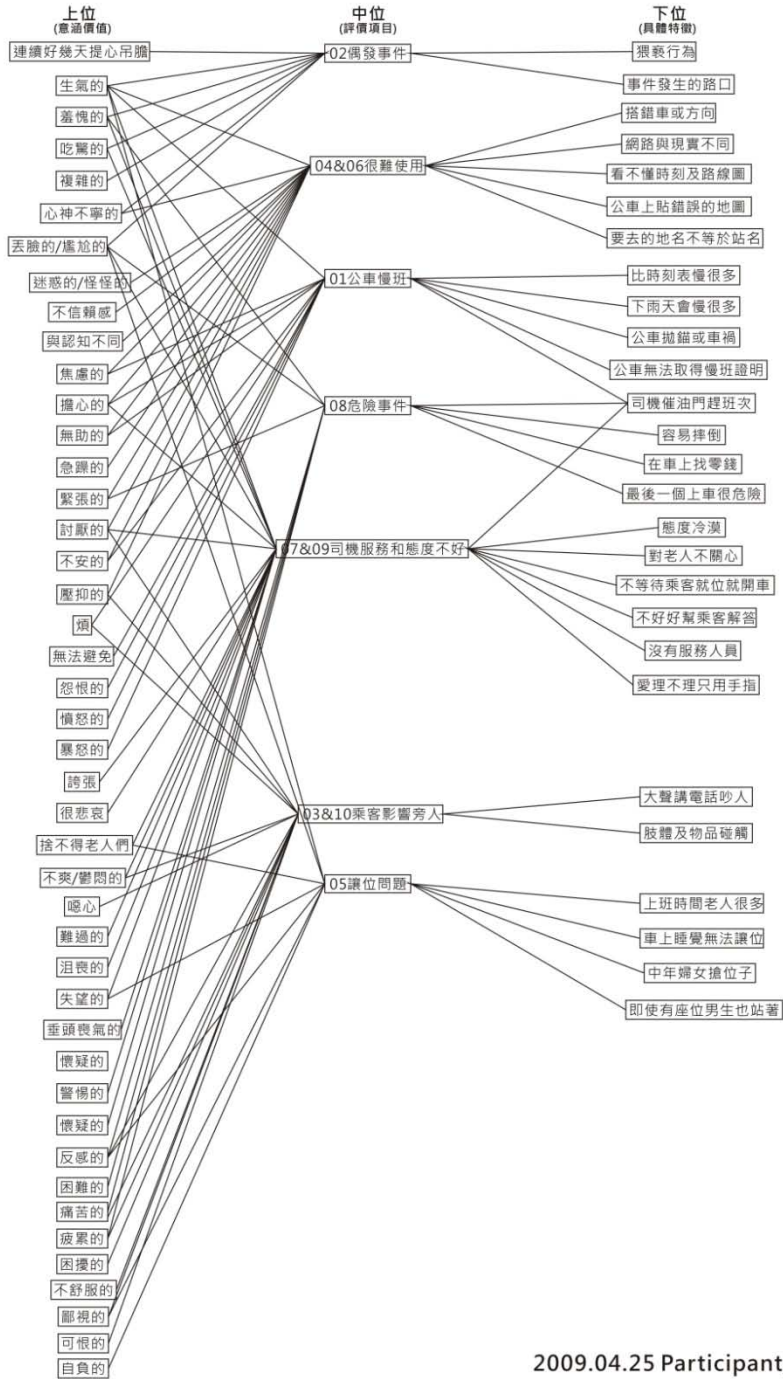 上位
(意涵價值)
中位
(評價項目)
下位
(具體特徵)
連續好幾天提心吊膽
生氣的
羞愧的
吃驚的
複雜的
心神不寧的
丟臉的/尷尬的
迷惑的/怪怪的
不信賴感
與認知不同
焦慮的
擔心的
無助的
急躁的
緊張的
討厭的
不安的
壓抑的
煩
無法避免
怨恨的
憤怒的
暴怒的
誇張
很悲哀
捨不得老人們
不爽/鬱悶的
噁心
難過的
沮喪的
失望的
垂頭喪氣的
懷疑的
警惕的
懷疑的
反感的
困難的
痛苦的
疲累的
困擾的
不舒服的
鄙視的
可恨的
自負的
02偶發事件
04&06很難使用
01公車慢班
08危險事件
07&09司機服務和態度不好
03&10乘客影響旁人
05讓位問題
猥褻行為
事件發生的路口
搭錯車或方向
網路與現實不同
看不懂時刻及路線圖
公車上貼錯誤的地圖
要去的地名不等於站名
比時刻表慢很多
下雨天會慢很多
公車拋錨或車禍
公車無法取得慢班證明
司機催油門趕班次
容易摔倒
在車上找零錢
最後一個上車很危險
態度冷漠
對老人不關心
不等待乘客就位就開車
不好好幫乘客解答
沒有服務人員
愛理不理只用手指
大聲講電話吵人
肢體及物品碰觸
上班時間老人很多
車上睡覺無法讓位
中年婦女搶位子
即使有座位男生也站著
2009.04.25 Participant